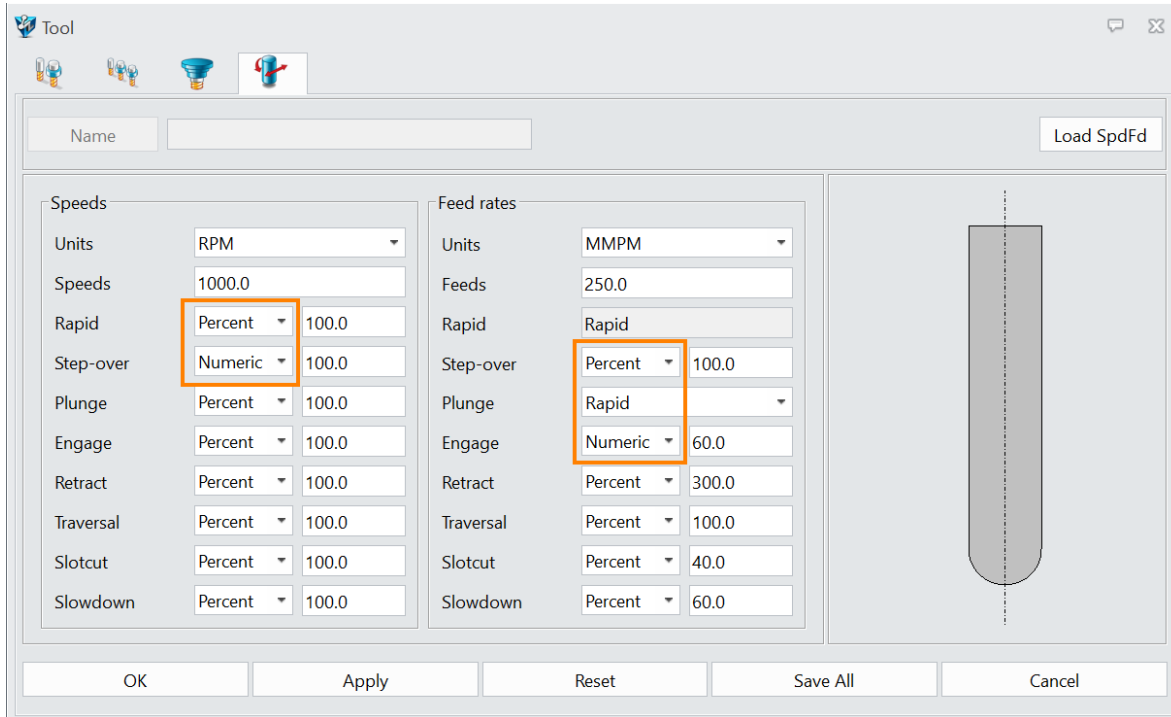 Tool
Name
Load SpdFd
Speeds
Units RPM
Speeds 1000.0
Rapid Percent 100.0
Step-over Numeric 100.0
Plunge Percent 100.0
Engage Percent 100.0
Retract Percent 100.0
Traversal Percent 100.0
Slotcut Percent 100.0
Slowdown Percent 100.0
Feed rates
Units MMPM
Feeds 250.0
Rapid Rapid
Step-over Percent 100.0
Plunge Rapid
Engage Numeric 60.0
Retract Percent 300.0
Traversal Percent 100.0
Slotcut Percent 40.0
Slowdown Percent 60.0
OK Apply Reset Save All Cancel